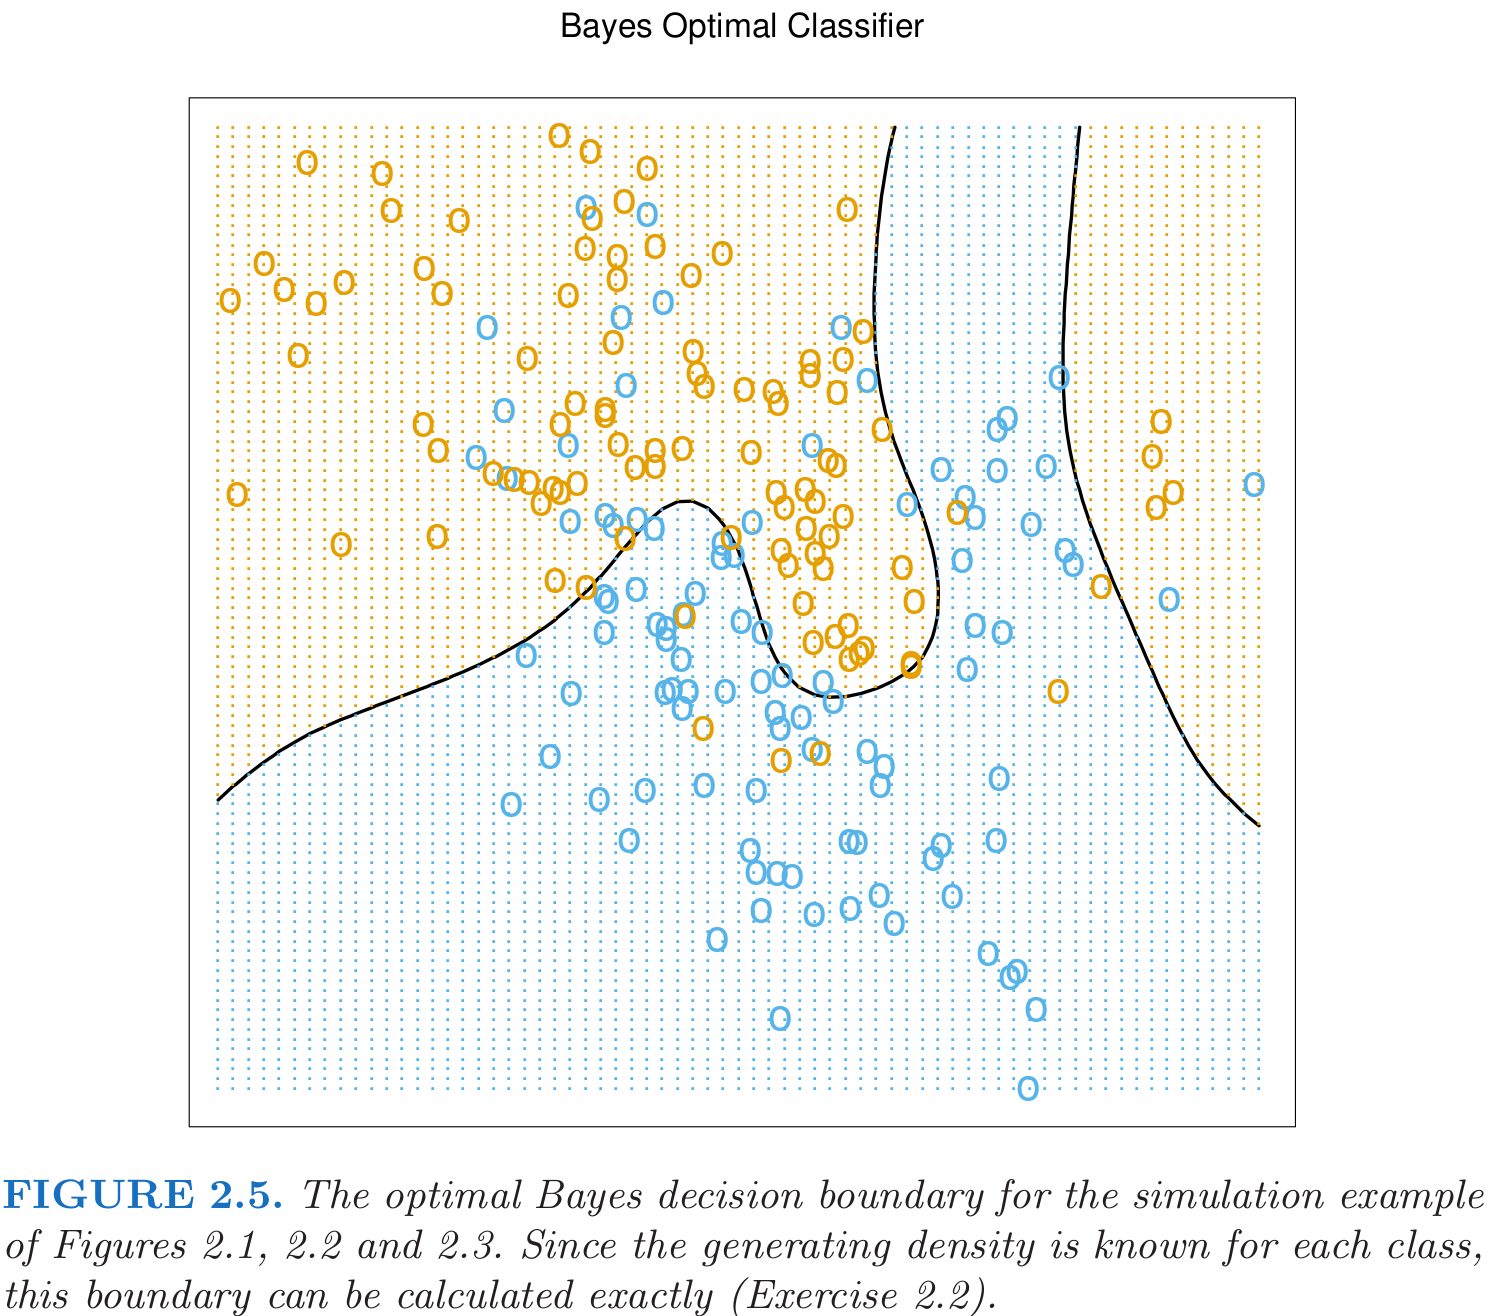 Bayes Optimal Classifier
FIGURE 2.5. The optimal Bayes decision boundary for the simulation example
of Figures 2.1, 2.2 and 2.3. Since the generating density is known for each class,
this boundary can be calculated exactly (Exercise 2.2).